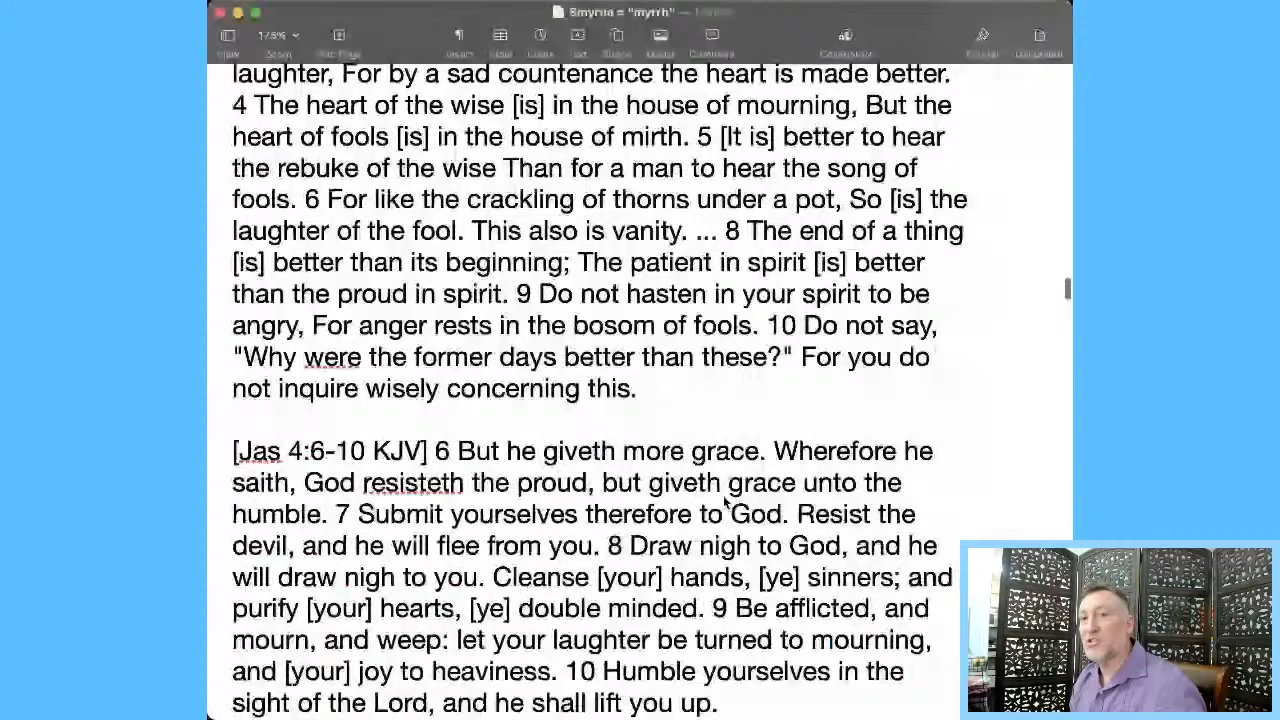 Smyrna = "myrrh"
175%
laughter, For by a sad countenance the heart is made better.
4 The heart of the wise [is] in the house of mourning, But the
heart of fools [is] in the house of mirth. 5 [It is] better to hear
the rebuke of the wise Than for a man to hear the song of
fools. 6 For like the crackling of thorns under a pot, So [is] the
laughter of the fool. This also is vanity. ... 8 The end of a thing
[is] better than its beginning; The patient in spirit [is] better
than the proud in spirit. 9 Do not hasten in your spirit to be
angry, For anger rests in the bosom of fools. 10 Do not say,
"Why were the former days better than these?" For you do
not inquire wisely concerning this.
[Jas 4:6-10 KJV] 6 But he giveth more grace. Wherefore he
saith, God resisteth the proud, but giveth grace unto the
humble. 7 Submit yourselves therefore to God. Resist the
devil, and he will flee from you. 8 Draw nigh to God, and he
will draw nigh to you. Cleanse [your] hands, [ye] sinners; and
purify [your] hearts, [ye] double minded. 9 Be afflicted, and
mourn, and weep: let your laughter be turned to mourning,
and [your] joy to heaviness. 10 Humble yourselves in the
sight of the Lord, and he shall lift you up.